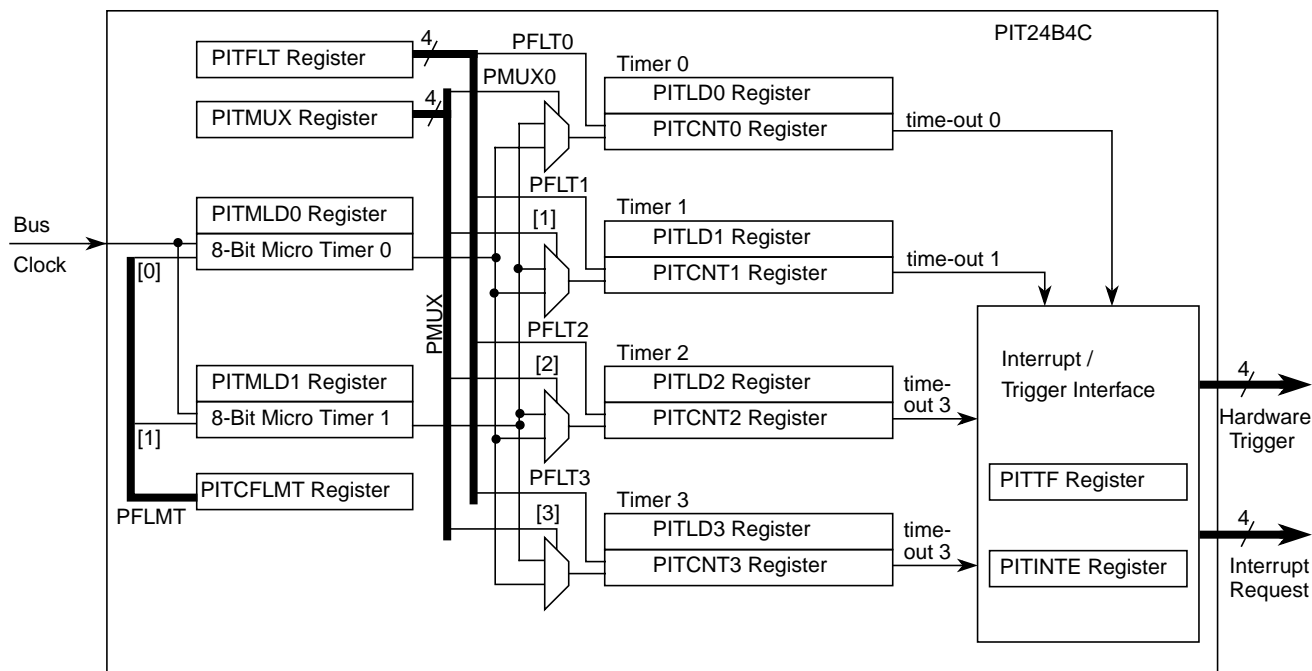 PIT24B4C
PITFLT Register
4
PFLT0
Timer 0
PITLD0 Register
PITCNT0 Register
time-out 0
PITMUX Register
4
PMUX0
PFLT1
Timer 1
PITLD1 Register
PITCNT1 Register
time-out 1
[1]
Bus
Clock
PITMLD0 Register
8-Bit Micro Timer 0
[0]
PMUX
PFLT2
Timer 2
PITLD2 Register
PITCNT2 Register
time-
out 3
[2]
PITMLD1 Register
8-Bit Micro Timer 1
[1]
PITCFLMT Register
PFLMT
PFLT3
Timer 3
PITLD3 Register
PITCNT3 Register
time-
out 3
[3]
Interrupt /
Trigger Interface
PITTF Register
PITINTE Register
4
Hardware
Trigger
4
Interrupt
Request